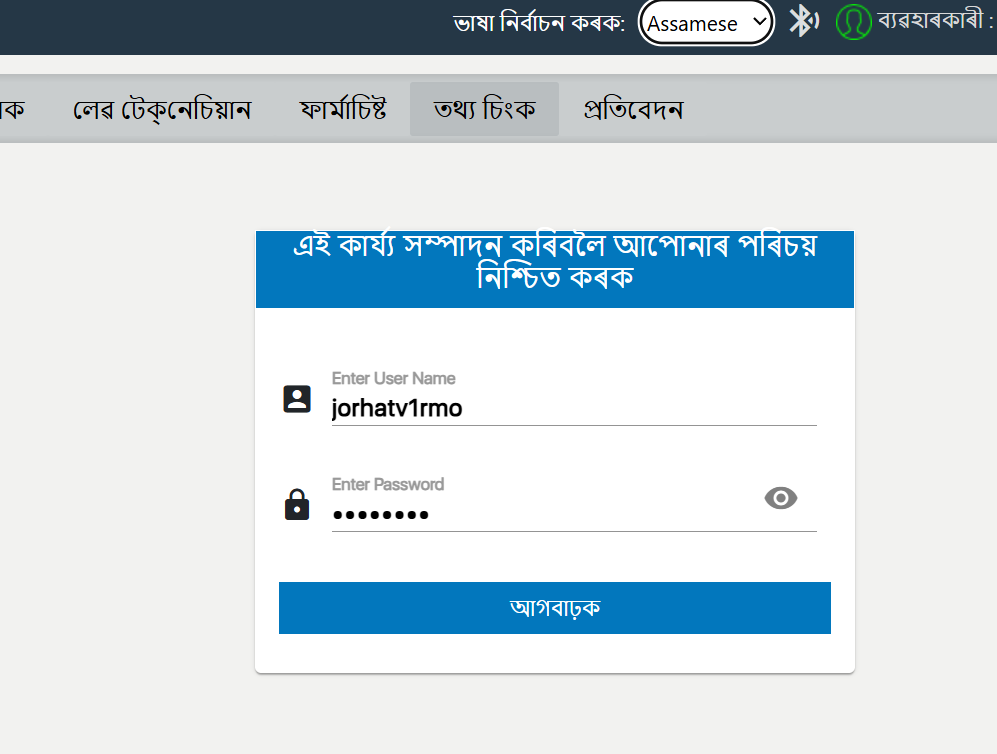 ভাষা নিৰ্বাচন কৰক: Assamese ব্যৱহাৰকাৰী :
লেৱ টেক্‌নেচিয়ান ফাৰ্মাচিষ্ট তথ্য চিংক প্ৰতিবেদন
এই কাৰ্য্য সম্পাদন কৰিবলৈ আপোনাৰ পৰিচয়
নিশ্চিত কৰক
Enter User Name
jorhatv1rmo
Enter Password
••••••••
আগবাঢ়ক